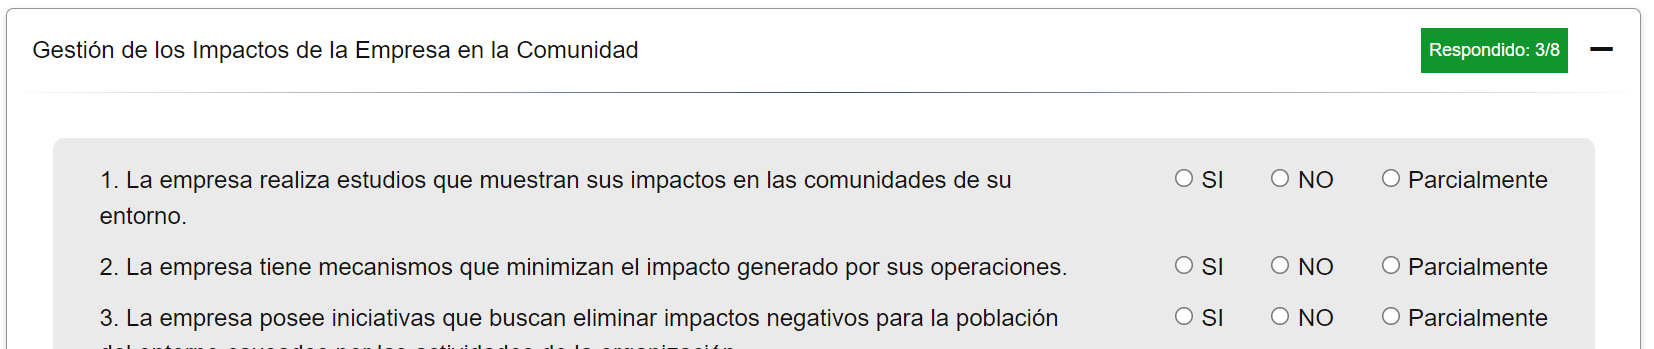 Gestión de los Impactos de la Empresa en la Comunidad
Respondido: 3/8
1. La empresa realiza estudios que muestran sus impactos en las comunidades de su
entorno.
SI NO Parcialmente
2. La empresa tiene mecanismos que minimizan el impacto generado por sus operaciones.
SI NO Parcialmente
3. La empresa posee iniciativas que buscan eliminar impactos negativos para la población
SI NO Parcialmente